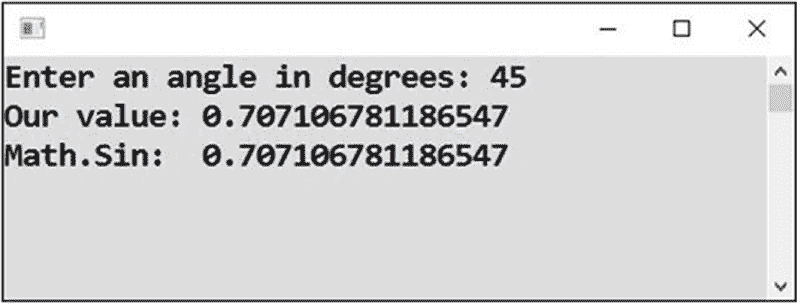 Enter an angle in degrees: 45
Our value: 0.707106781186547
Math.Sin:  0.707106781186547